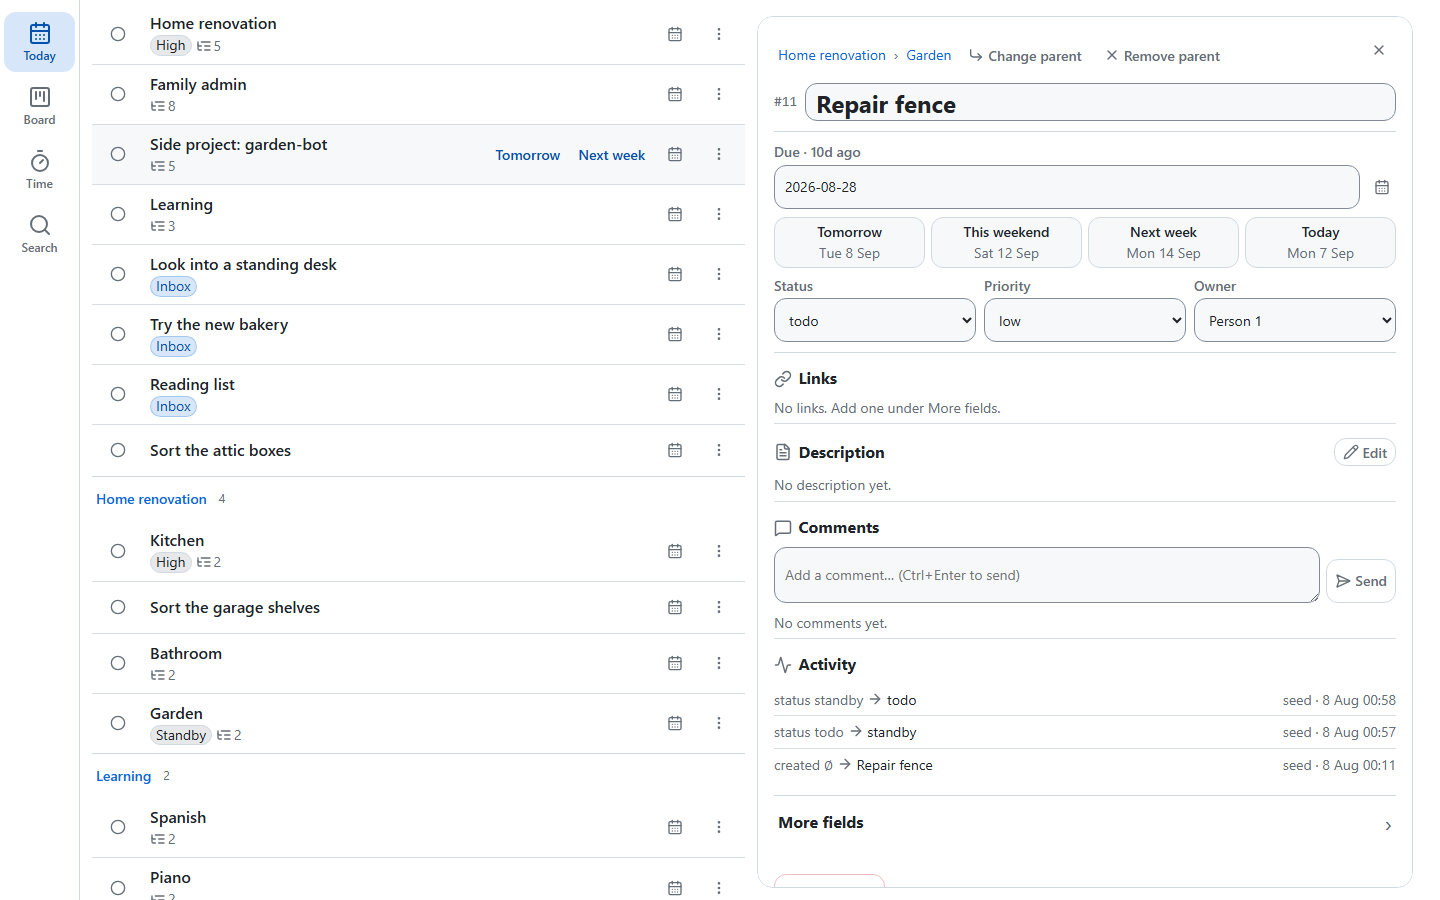 Today
Board
Time
Search
Home renovation
High 5
Family admin
8
Side project: garden-bot
5
Tomorrow Next week
Learning
3
Look into a standing desk
Inbox
Try the new bakery
Inbox
Reading list
Inbox
Sort the attic boxes
Home renovation 4
Kitchen
High 2
Sort the garage shelves
Bathroom
2
Garden
Standby 2
Learning 2
Spanish
2
Piano
2
Home renovation › Garden Change parent Remove parent
#11 Repair fence
Due · 10d ago
2026-08-28
Tomorrow This weekend Next week Today
Tue 8 Sep Sat 12 Sep Mon 14 Sep Mon 7 Sep
Status Priority Owner
todo low Person 1
Links
No links. Add one under More fields.
Description Edit
No description yet.
Comments
Add a comment... (Ctrl+Enter to send)
Send
No comments yet.
Activity
status standby → todo seed · 8 Aug 00:58
status todo → standby seed · 8 Aug 00:57
created ∅ → Repair fence seed · 8 Aug 00:11
More fields